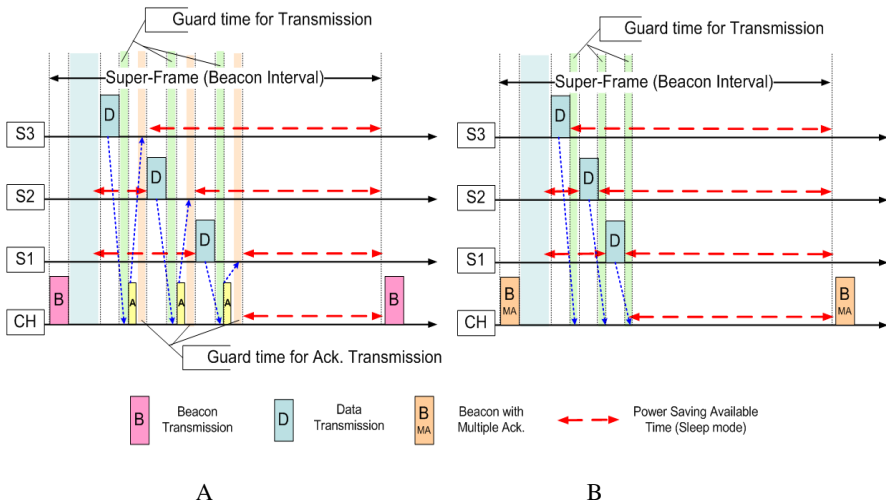 Guard time for Transmission
Super-Frame (Beacon Interval)
S3
D
S2
D
S1
D
CH
B
A
A
A
B
Guard time for Ack. Transmission
Guard time for Transmission
Super-Frame (Beacon Interval)
S3
D
S2
D
S1
D
CH
B
MA
B
MA
B
Beacon
Transmission
D
Data
Transmission
B
MA
Beacon with
Multiple Ack.
Power Saving Available
Time (Sleep mode)
A
B